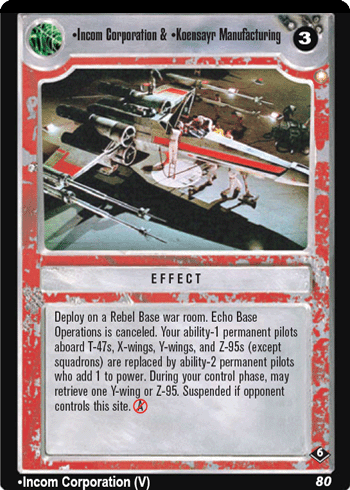 •Incom Corporation & •Koensayr Manufacturing
3
EFFECT
Deploy on a Rebel Base war room. Echo Base
Operations is canceled. Your ability-1 permanent pilots
aboard T-47s, X-wings, Y-wings, and Z-95s (except
squadrons) are replaced by ability-2 permanent pilots
who add 1 to power. During your control phase, may
retrieve one Y-wing or Z-95. Suspended if opponent
controls this site. A
6
•Incom Corporation (V) 80